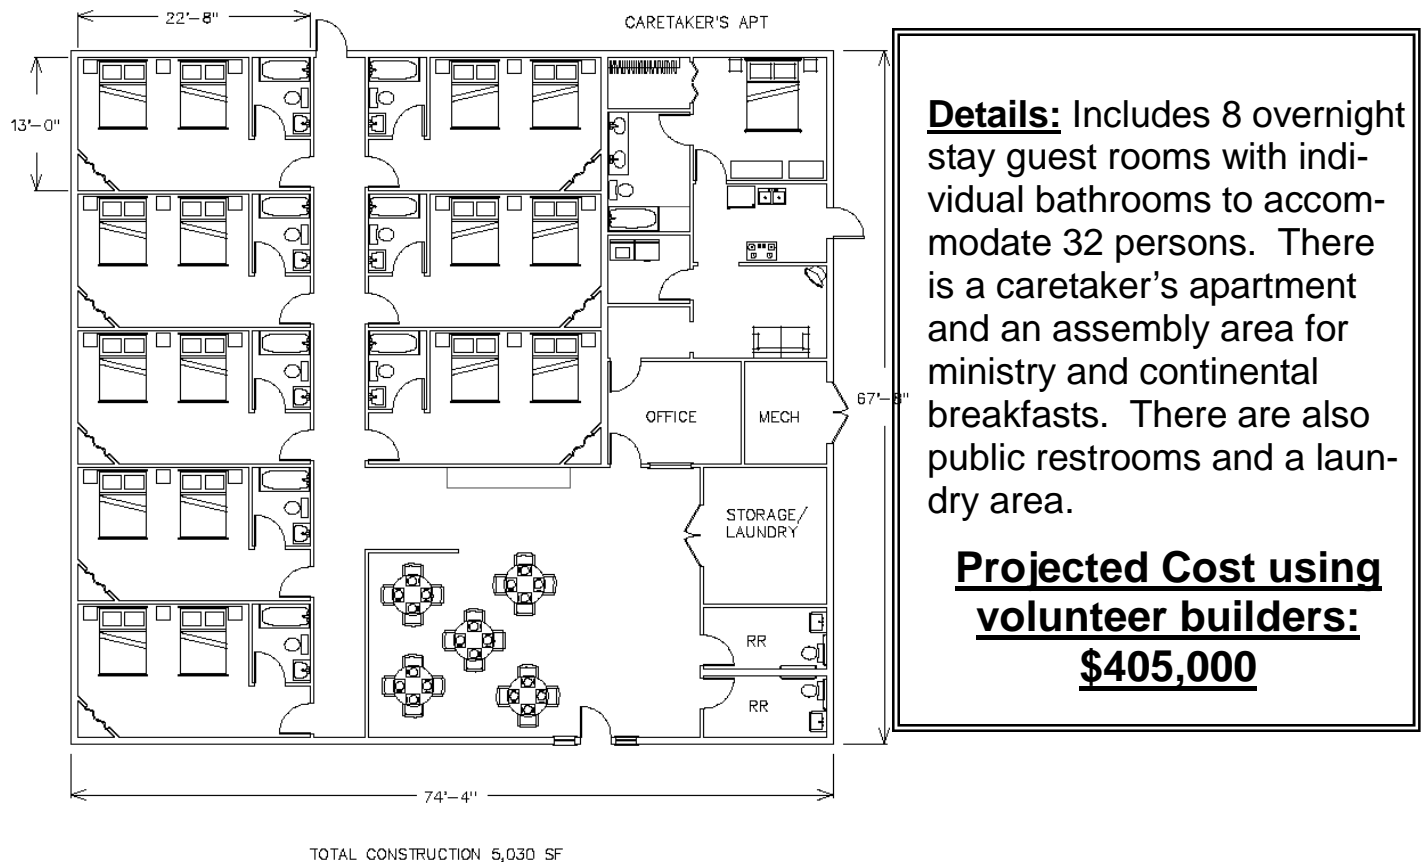 22'-8"
CARETAKER'S APT
13'-0"
67'-8"
OFFICE
MECH
STORAGE/
LAUNDRY
RR
RR
74'-4"
TOTAL CONSTRUCTION 5,030 SF
Details: Includes 8 overnight
stay guest rooms with indi-
vidual bathrooms to accom-
modate 32 persons. There
is a caretaker’s apartment
and an assembly area for
ministry and continental
breakfasts. There are also
public restrooms and a laun-
dry area.
Projected Cost using
volunteer builders:
$405,000